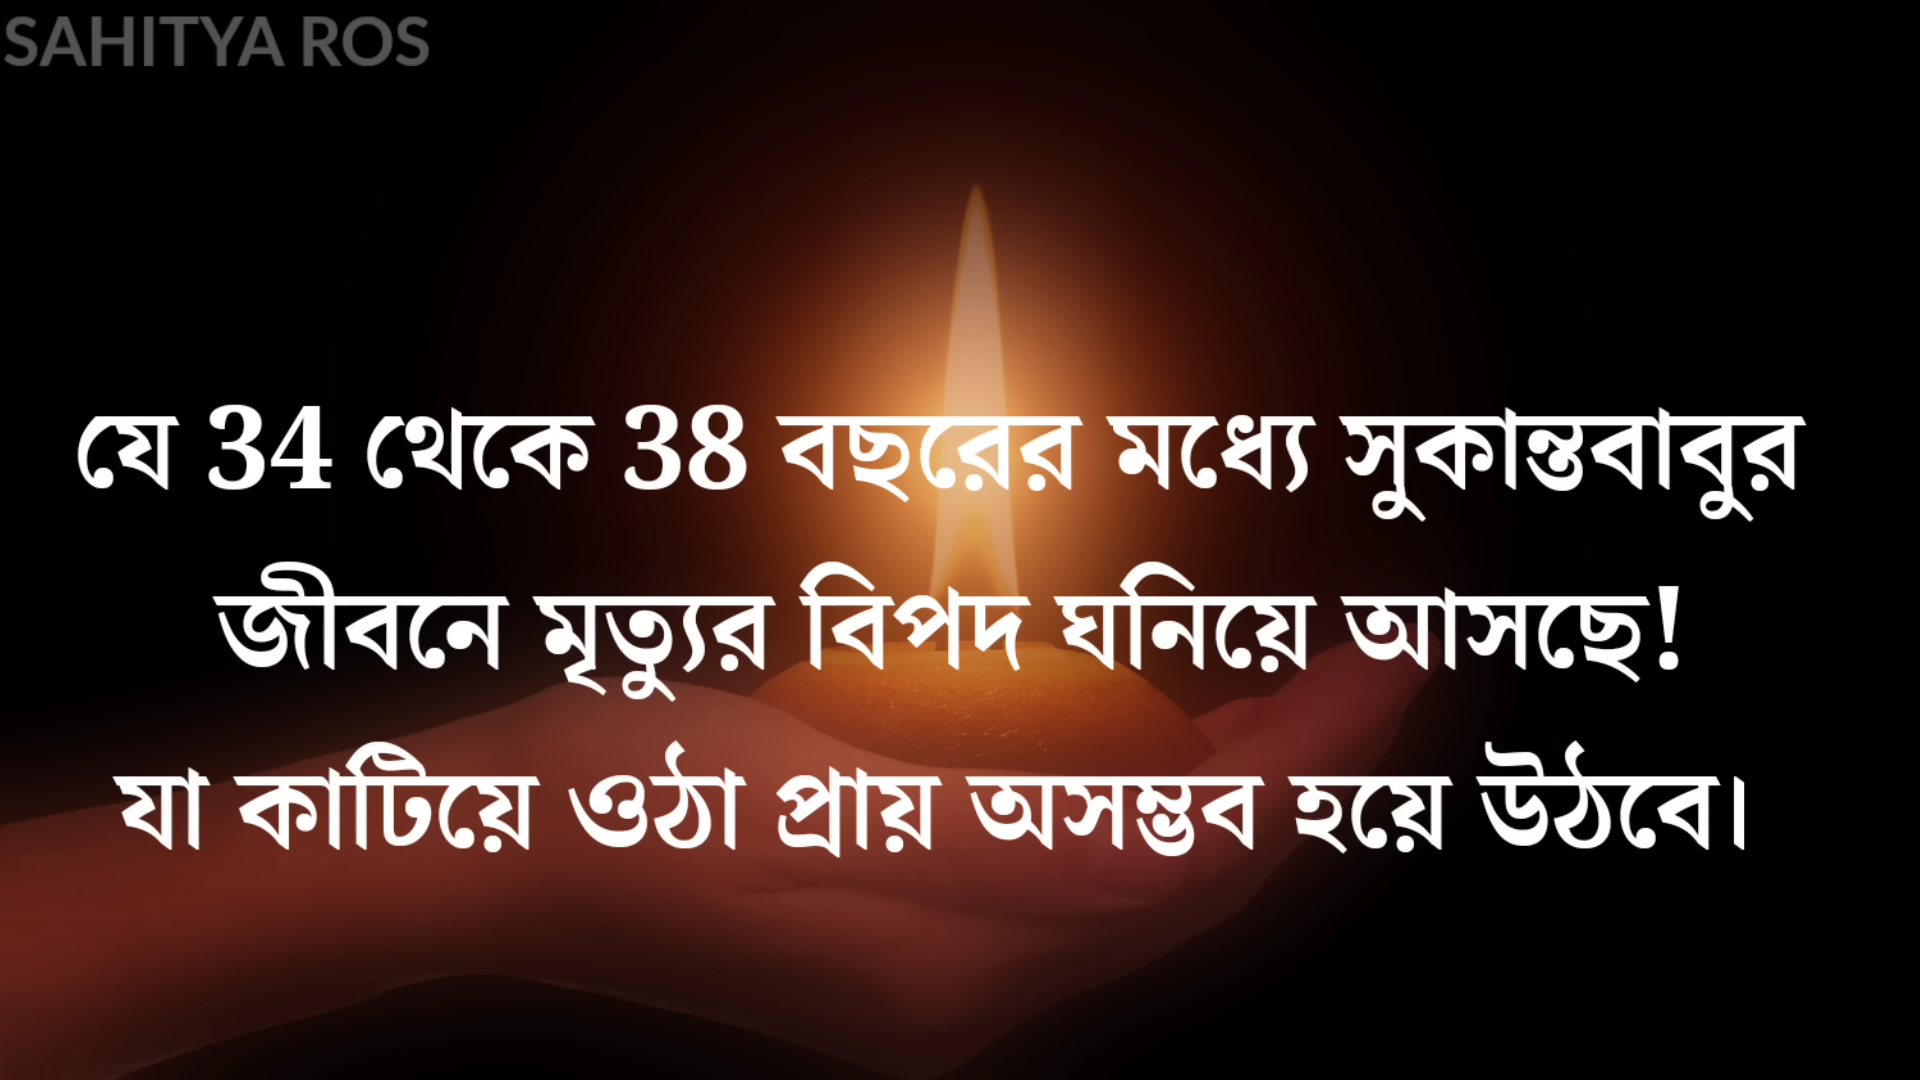 SAHITYA ROS
যে 34 থেকে 38 বছরের মধ্যে সুকান্তবাবুর
জীবনে মৃত্যুর বিপদ ঘনিয়ে আসছে!
যা কাটিয়ে ওঠা প্রায় অসম্ভব হয়ে উঠবে।